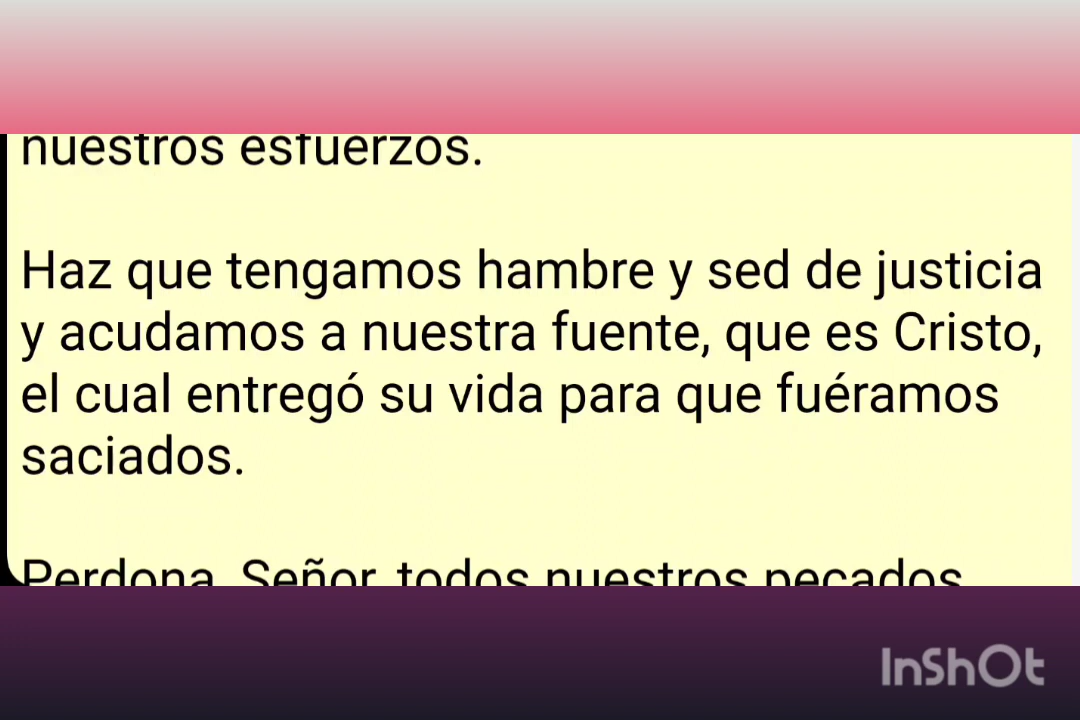 nuestros esfuerzos.
Haz que tengamos hambre y sed de justicia
y acudamos a nuestra fuente, que es Cristo,
el cual entregó su vida para que fuéramos
saciados.
Perdona, Señor, todos nuestros pecados
InShOt